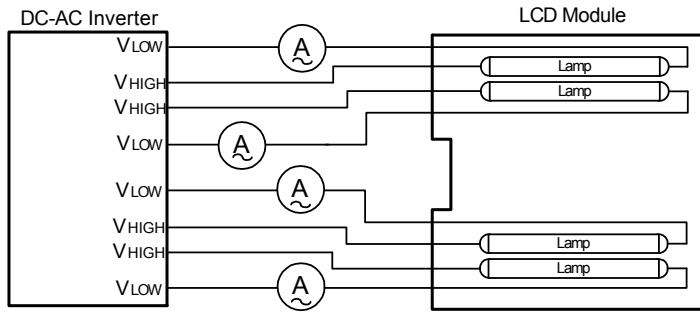 DC-AC Inverter
LCD Module
VLOW
A
VHIGH
Lamp
VHIGH
Lamp
VLOW
A
VLOW
A
VHIGH
Lamp
VHIGH
Lamp
VLOW
A